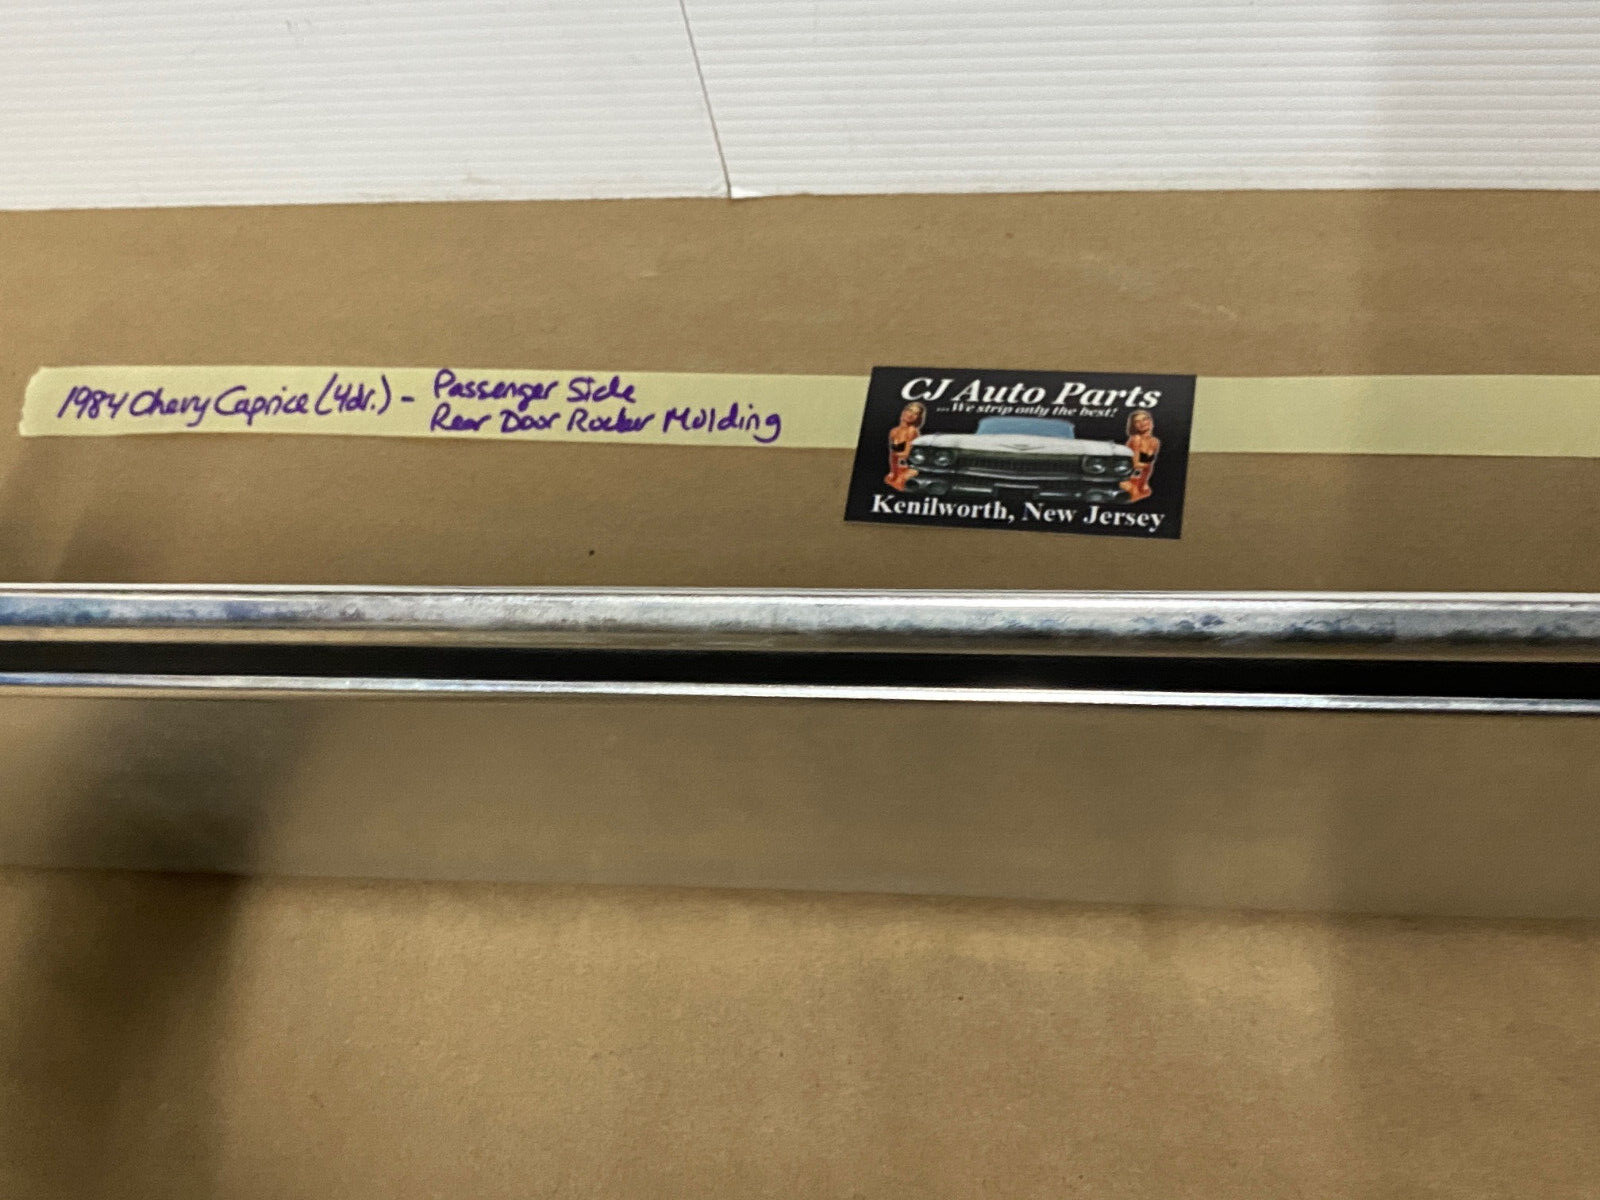 1984 Chevy Caprice (4dr.) - Passenger Side
Rear Door Rocker Molding
CJ Auto Parts
...We strip only the best!
Kenilworth, New Jersey